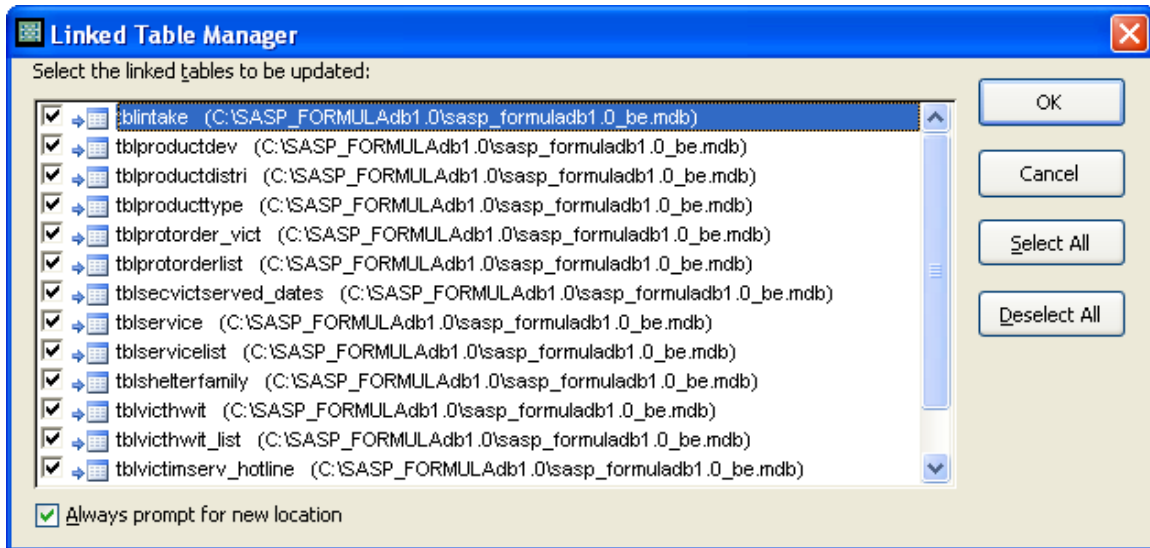 Linked Table Manager
Select the linked tables to be updated:
tblintake (C:\SASP_FORMULAdb1.0\sasp_formuladb1.0_be.mdb)
tblproductdev (C:\SASP_FORMULAdb1.0\sasp_formuladb1.0_be.mdb)
tblproductdistri (C:\SASP_FORMULAdb1.0\sasp_formuladb1.0_be.mdb)
tblproducttype (C:\SASP_FORMULAdb1.0\sasp_formuladb1.0_be.mdb)
tblprotorder_vict (C:\SASP_FORMULAdb1.0\sasp_formuladb1.0_be.mdb)
tblprotorderlist (C:\SASP_FORMULAdb1.0\sasp_formuladb1.0_be.mdb)
tblsecvictserved_dates (C:\SASP_FORMULAdb1.0\sasp_formuladb1.0_be.mdb)
tblservice (C:\SASP_FORMULAdb1.0\sasp_formuladb1.0_be.mdb)
tblservicelist (C:\SASP_FORMULAdb1.0\sasp_formuladb1.0_be.mdb)
tblshelterfamily (C:\SASP_FORMULAdb1.0\sasp_formuladb1.0_be.mdb)
tblvicthwit (C:\SASP_FORMULAdb1.0\sasp_formuladb1.0_be.mdb)
tblvicthwit_list (C:\SASP_FORMULAdb1.0\sasp_formuladb1.0_be.mdb)
tblvictimserv_hotline (C:\SASP_FORMULAdb1.0\sasp_formuladb1.0_be.mdb)
Always prompt for new location
OK
Cancel
Select All
Deselect All